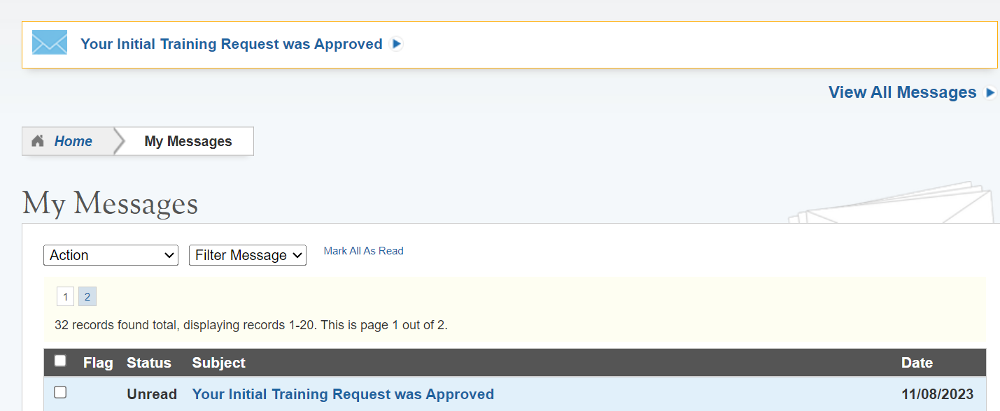 Your Initial Training Request was Approved
View All Messages
Home My Messages
My Messages
Action Filter Message Mark All As Read
1 2
32 records found total, displaying records 1-20. This is page 1 out of 2.
Flag Status Subject Date
Unread Your Initial Training Request was Approved 11/08/2023